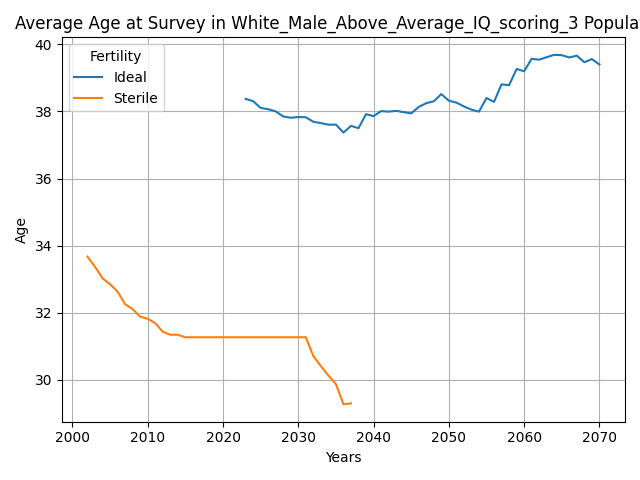 Average Age at Survey in White_Male_Above_Average_IQ_scoring_3 Popula
Fertility
Ideal
Sterile
Age
40
38
36
34
32
30
2000 2010 2020 2030 2040 2050 2060 2070
Years